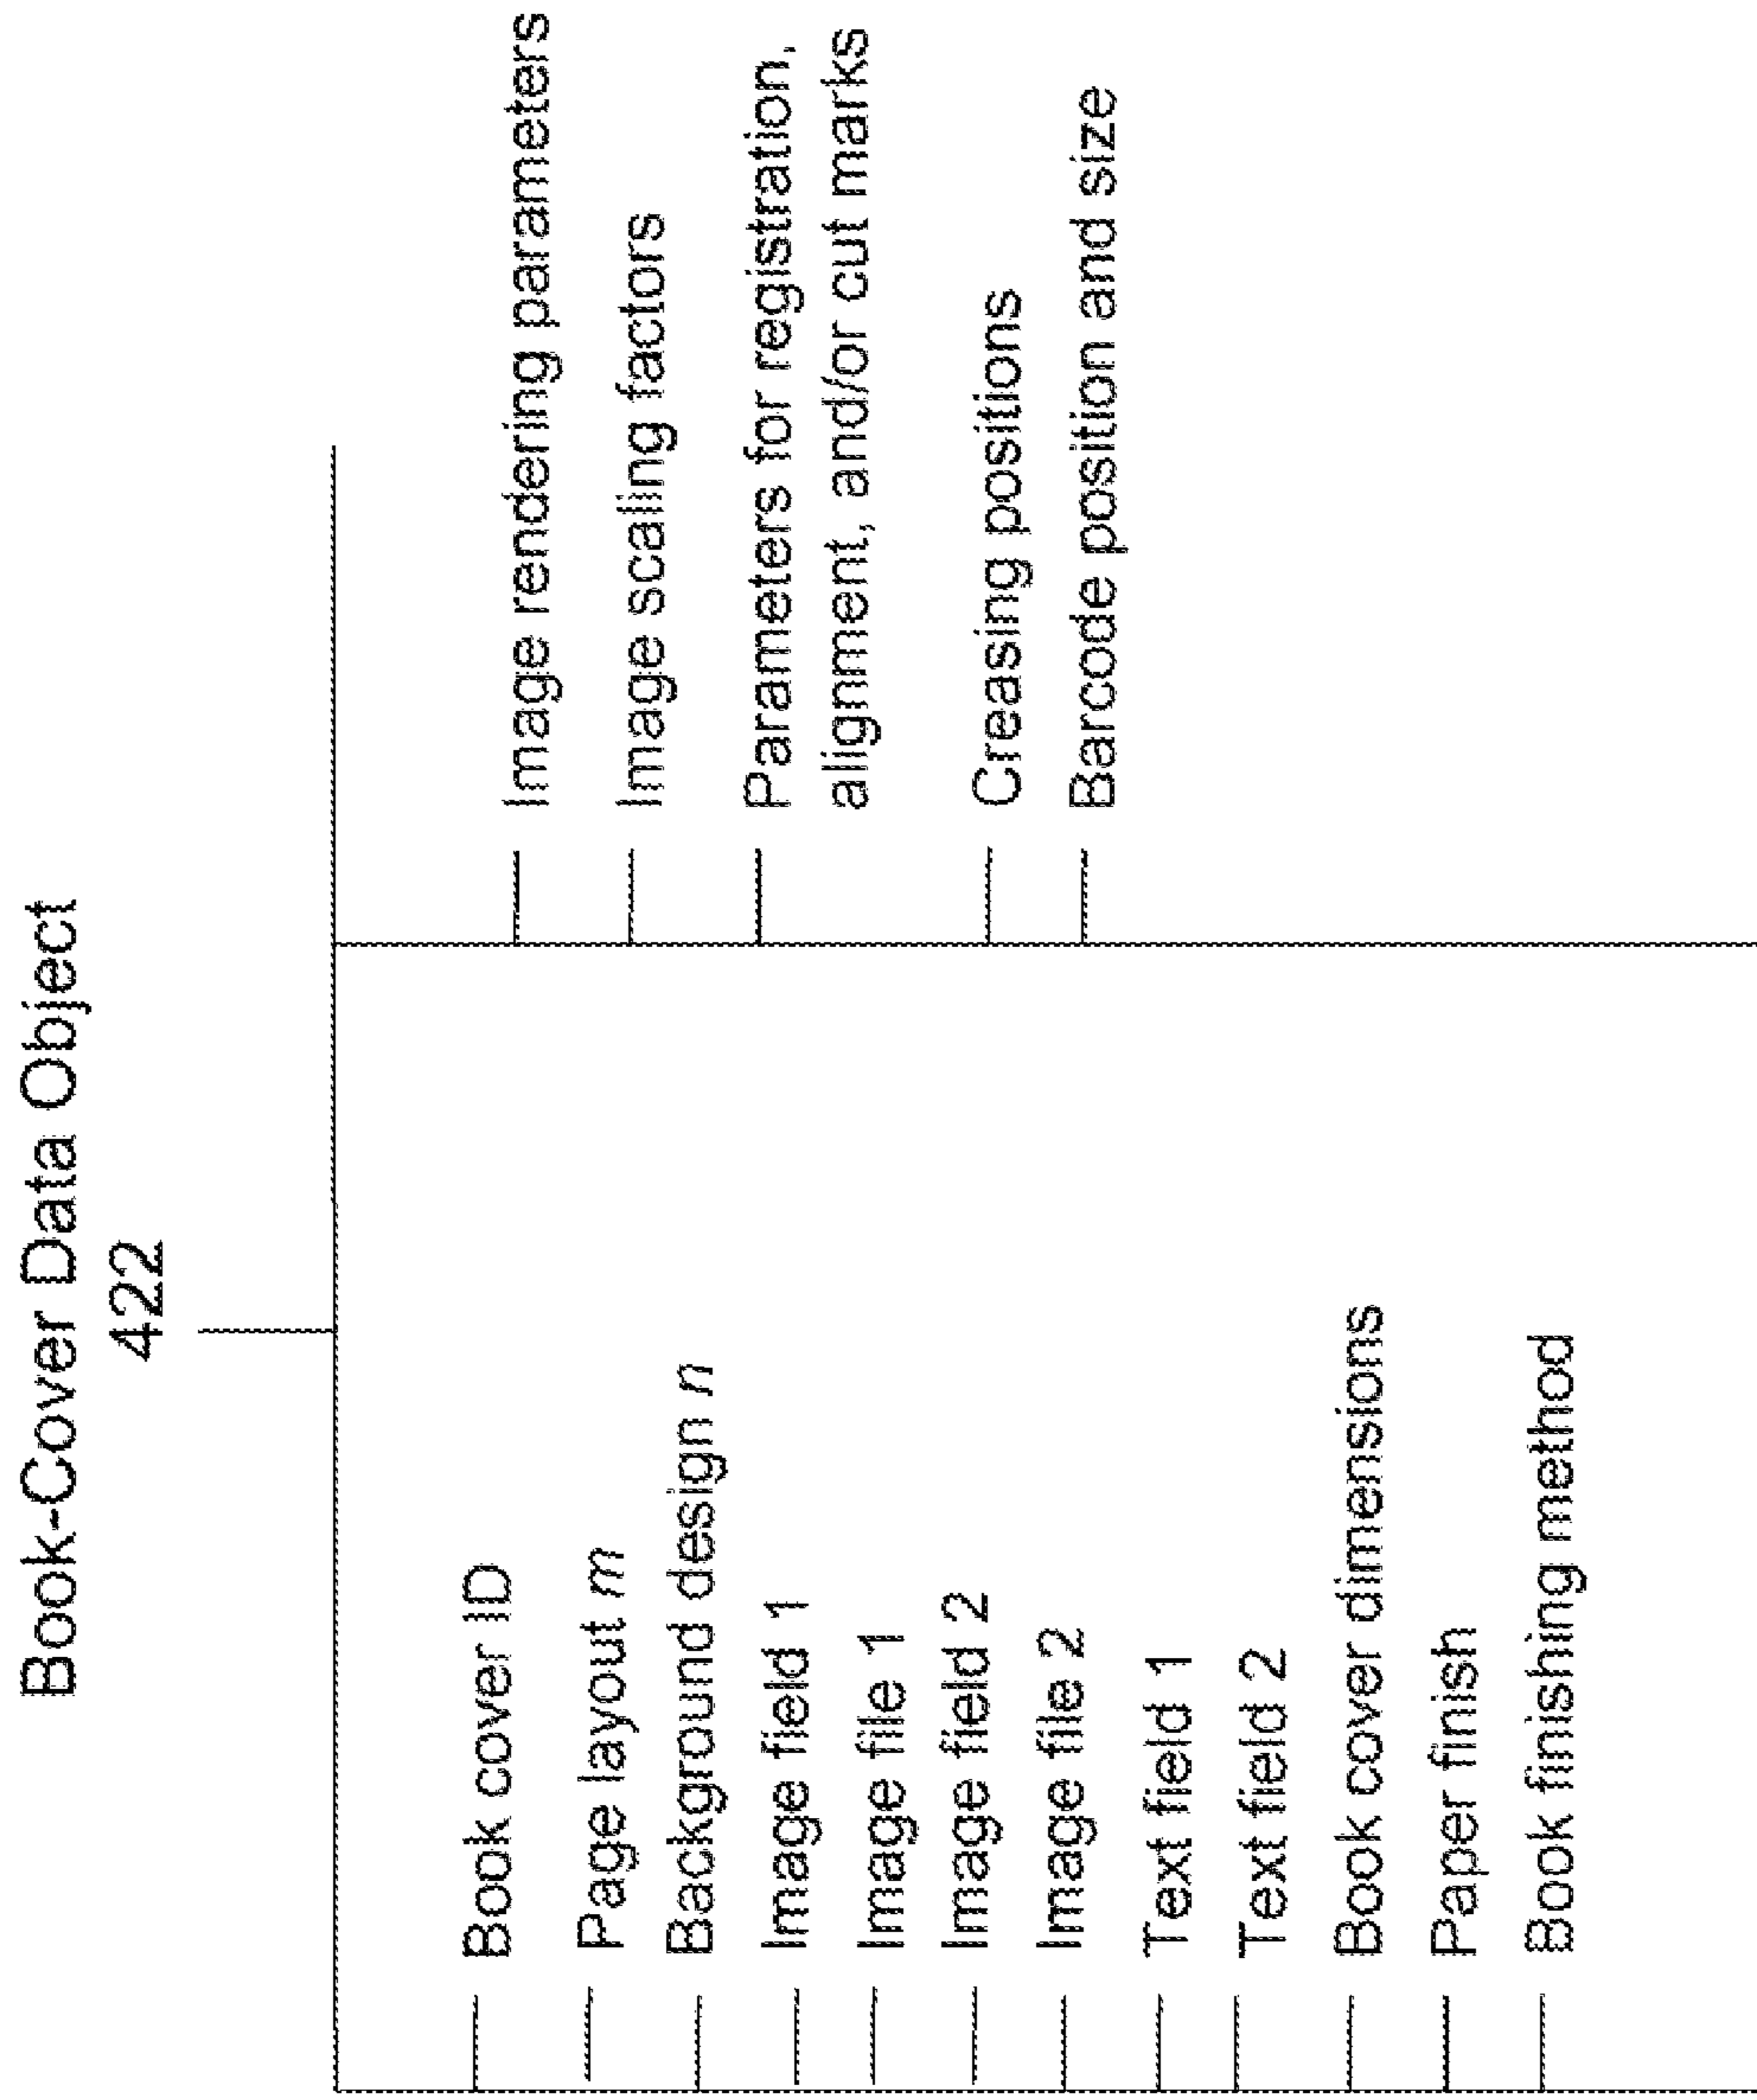 Book-Cover Data Object
422
Book cover ID
Page layout m
Background design n
Image field 1
Image file 1
Image field 2
Image file 2
Text field 1
Text field 2
Book cover dimensions
Paper finish
Book finishing method
Image rendering parameters
Image scaling factors
Parameters for registration,
alignment, and/or cut marks
Creasing positions
Barcode position and size